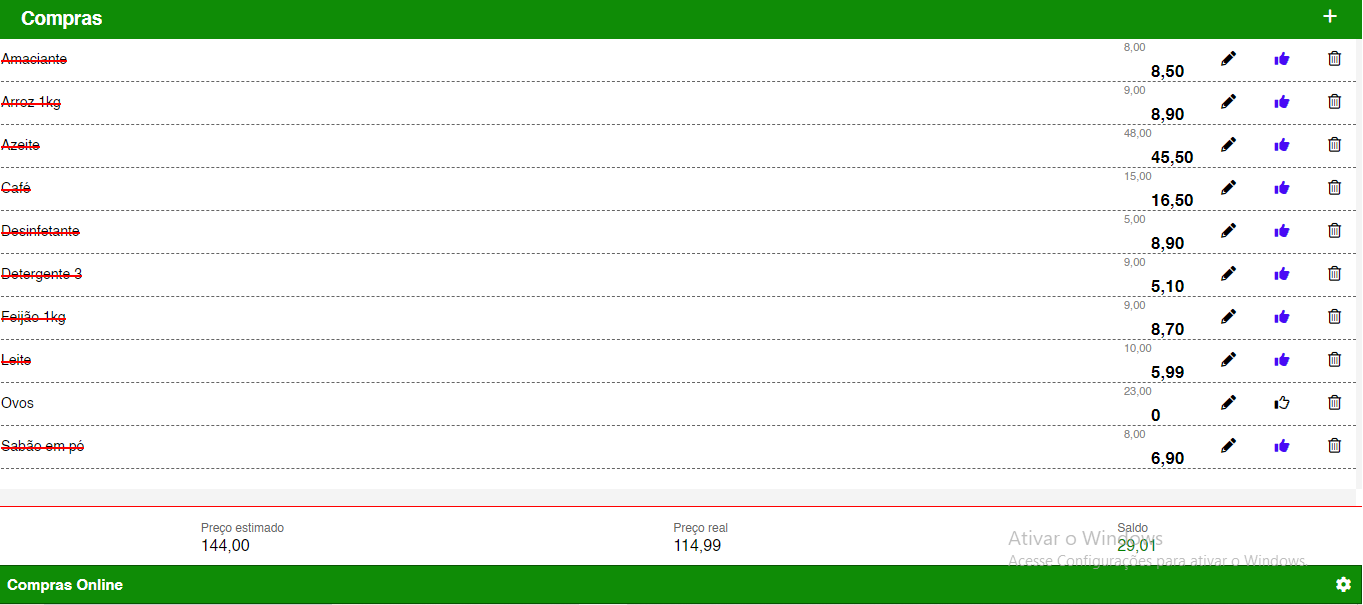 Compras +
Amaciante 8,00
8,50
Arroz 1kg 9,00
8,90
Azeite 48,00
45,50
Café 15,00
16,50
Desinfetante 5,00
8,90
Detergente 3 9,00
5,10
Feijão 1kg 9,00
8,70
Leite 10,00
5,99
Ovos 23,00
0
Sabão em pó 8,00
6,90
Preço estimado Preço real Saldo
144,00 114,99 29,01
Ativar o Windows
Acesse Configurações para ativar o Windows.
Compras Online